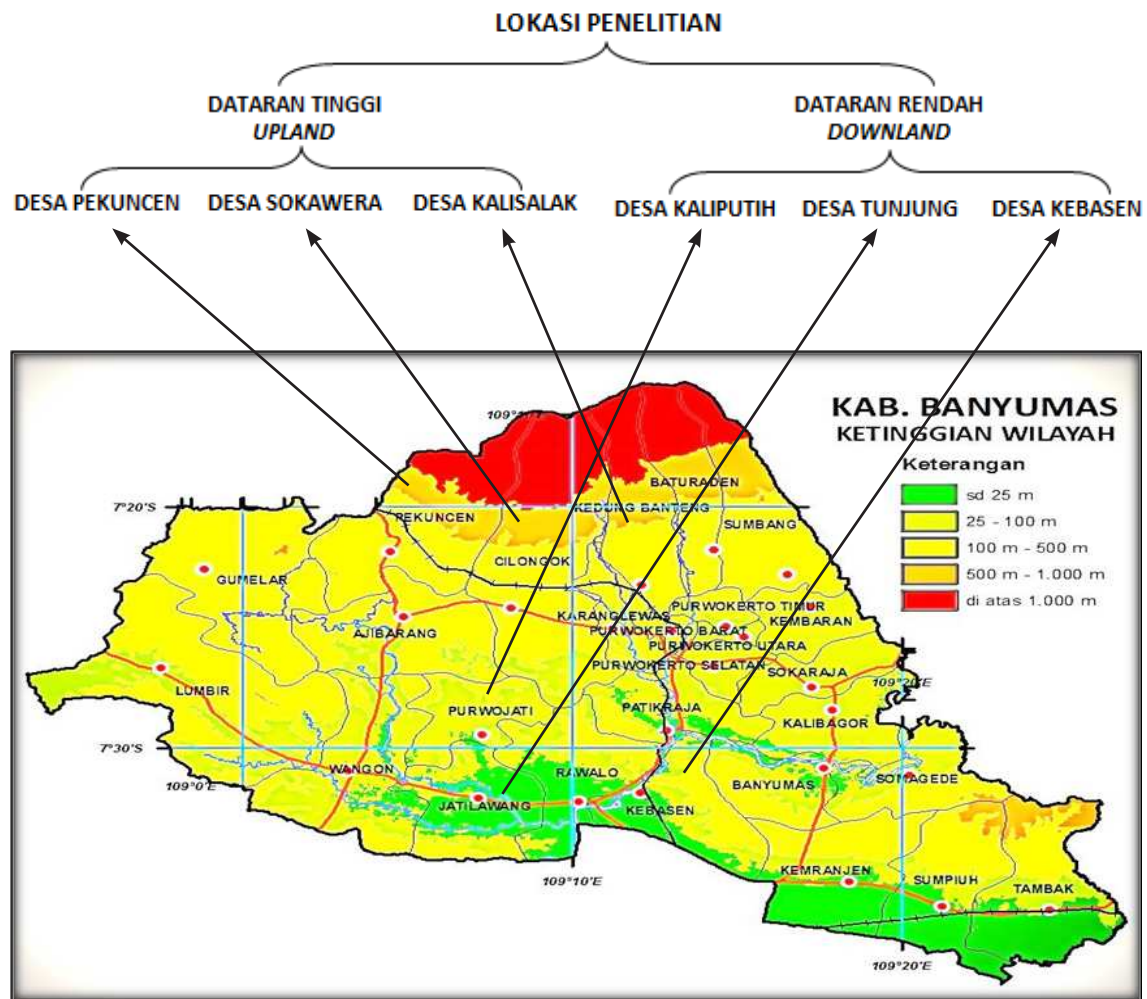 LOKASI PENELITIAN
DATARAN TINGGI
UPLAND
DATARAN RENDAH
DOWNLAND
DESA PEKUNCEN
DESA SOKAWERA
DESA KALISALAK
DESA KALIPUTIH
DESA TUNJUNG
DESA KEBASEN
KAB. BANYUMAS
KETINGGIAN WILAYAH
Keterangan
sd 25 m
25 - 100 m
100 m - 500 m
500 m - 1.000 m
di atas 1.000 m
7°20'S
BATURADEN
KEDUNG BANTENG
PEKUNCEN
SUMBANG
CILONGOK
GUMELAR
KARANGLEWAS
PURWOKERTO TIMUR
KEMBARAN
AJIBARANG
PURWOKERTO BARAT
PURWOKERTO UTARA
PURWOKERTO SELATAN
SOKARAJA
109°20'E
LUMBIR
PURWOJATI
PATIKRAJA
KALIBAGOR
7°30'S
WANGON
RAWALO
BANYUMAS
SOMAGEDE
109°0'E
JATILAWANG
KEBASEN
109°10'E
KEMRANJEN
SUMPIUH
TAMBAK
109°20'E